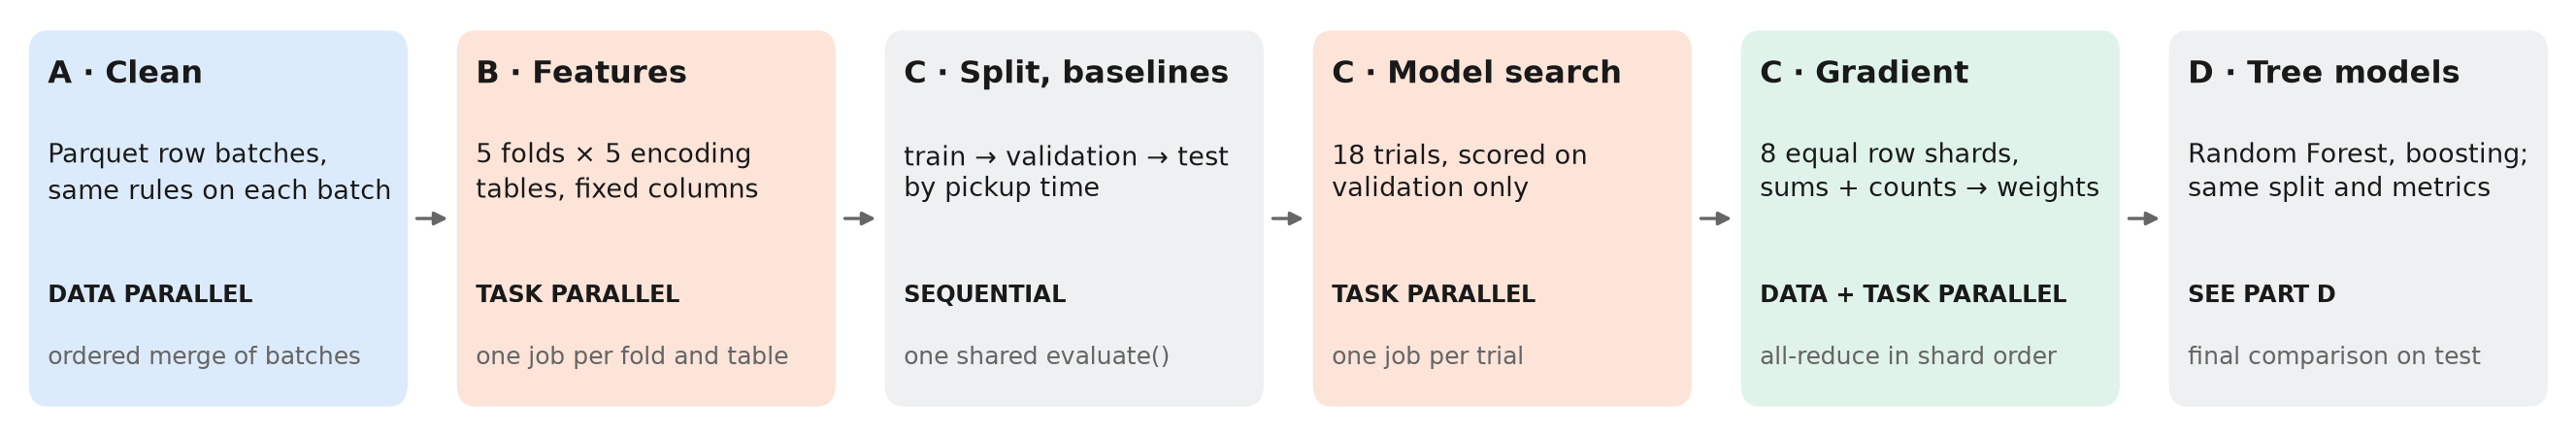 A · Clean
Parquet row batches,
same rules on each batch
DATA PARALLEL
ordered merge of batches
B · Features
5 folds × 5 encoding
tables, fixed columns
TASK PARALLEL
one job per fold and table
C · Split, baselines
train → validation → test
by pickup time
SEQUENTIAL
one shared evaluate()
C · Model search
18 trials, scored on
validation only
TASK PARALLEL
one job per trial
C · Gradient
8 equal row shards,
sums + counts → weights
DATA + TASK PARALLEL
all-reduce in shard order
D · Tree models
Random Forest, boosting;
same split and metrics
SEE PART D
final comparison on test